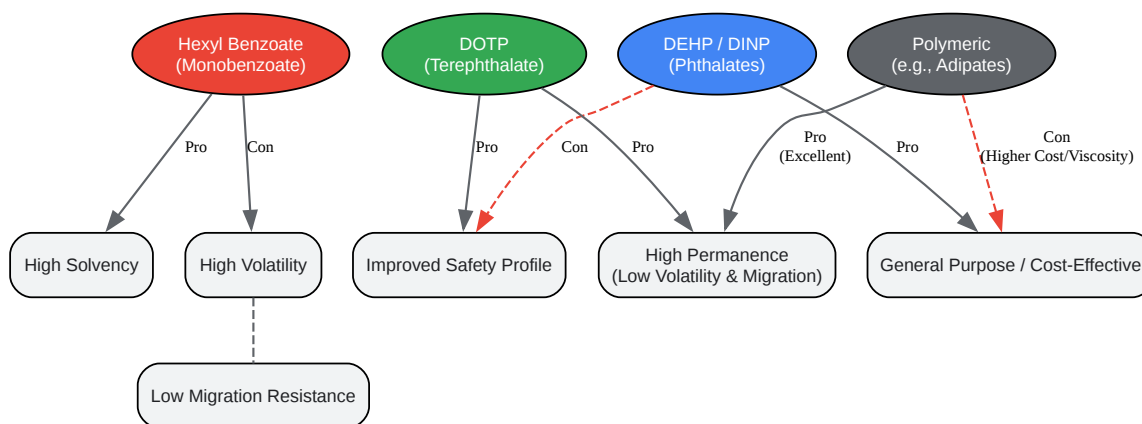 Hexyl Benzoate
(Monobenzoate)
DOTP
(Terephthalate)
DEHP / DINP
(Phthalates)
Polymeric
(e.g., Adipates)
Pro
Con
Pro
Con
Pro
Pro
(Excellent)
Pro
Con
(Higher Cost/Viscosity)
High Solvency
High Volatility
Improved Safety Profile
High Permanence
(Low Volatility & Migration)
General Purpose / Cost-Effective
Low Migration Resistance